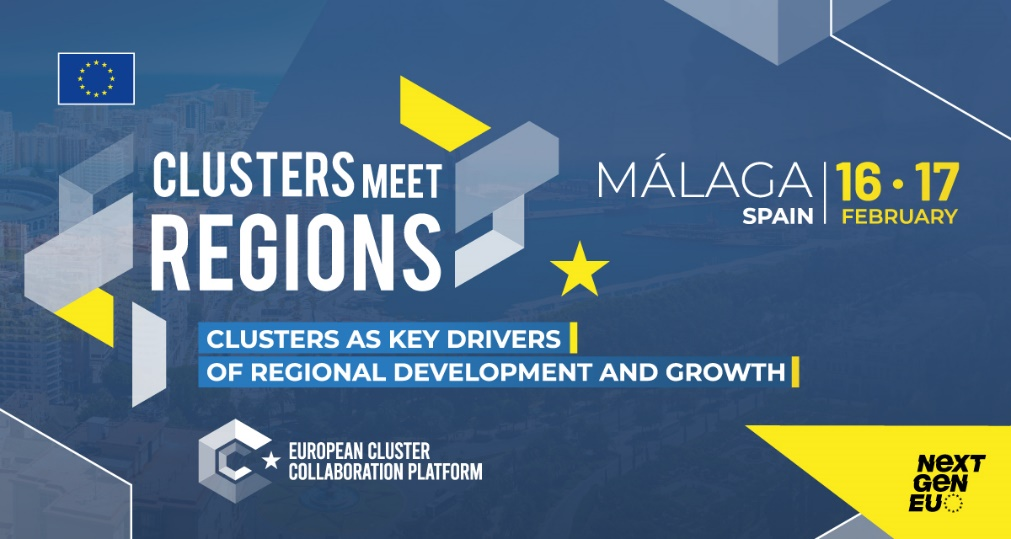 CLUSTERS MEET
REGIONS
MÁLAGA
SPAIN
16 • 17
FEBRUARY
CLUSTERS AS KEY DRIVERS
OF REGIONAL DEVELOPMENT AND GROWTH
EUROPEAN CLUSTER
COLLABORATION PLATFORM
NEXT
GEN
EU